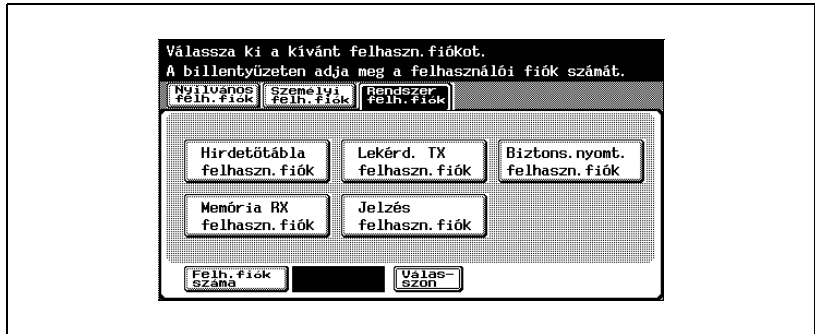 Válassza ki a kívánt felhaszn.fiókot.
A billentyűzeten adja meg a felhasználói fiók számát.
Nyilvános Személyi Rendszer
felh.fiók felh.fiók felh.fiók
Hirdetőtábla Lekérd. TX Biztons.nyomt.
felhaszn.fiók felhaszn.fiók felhaszn.fiók
Memória RX Jelzés
felhaszn.fiók felhaszn.fiók
Felh.fiók Válas-
száma szon